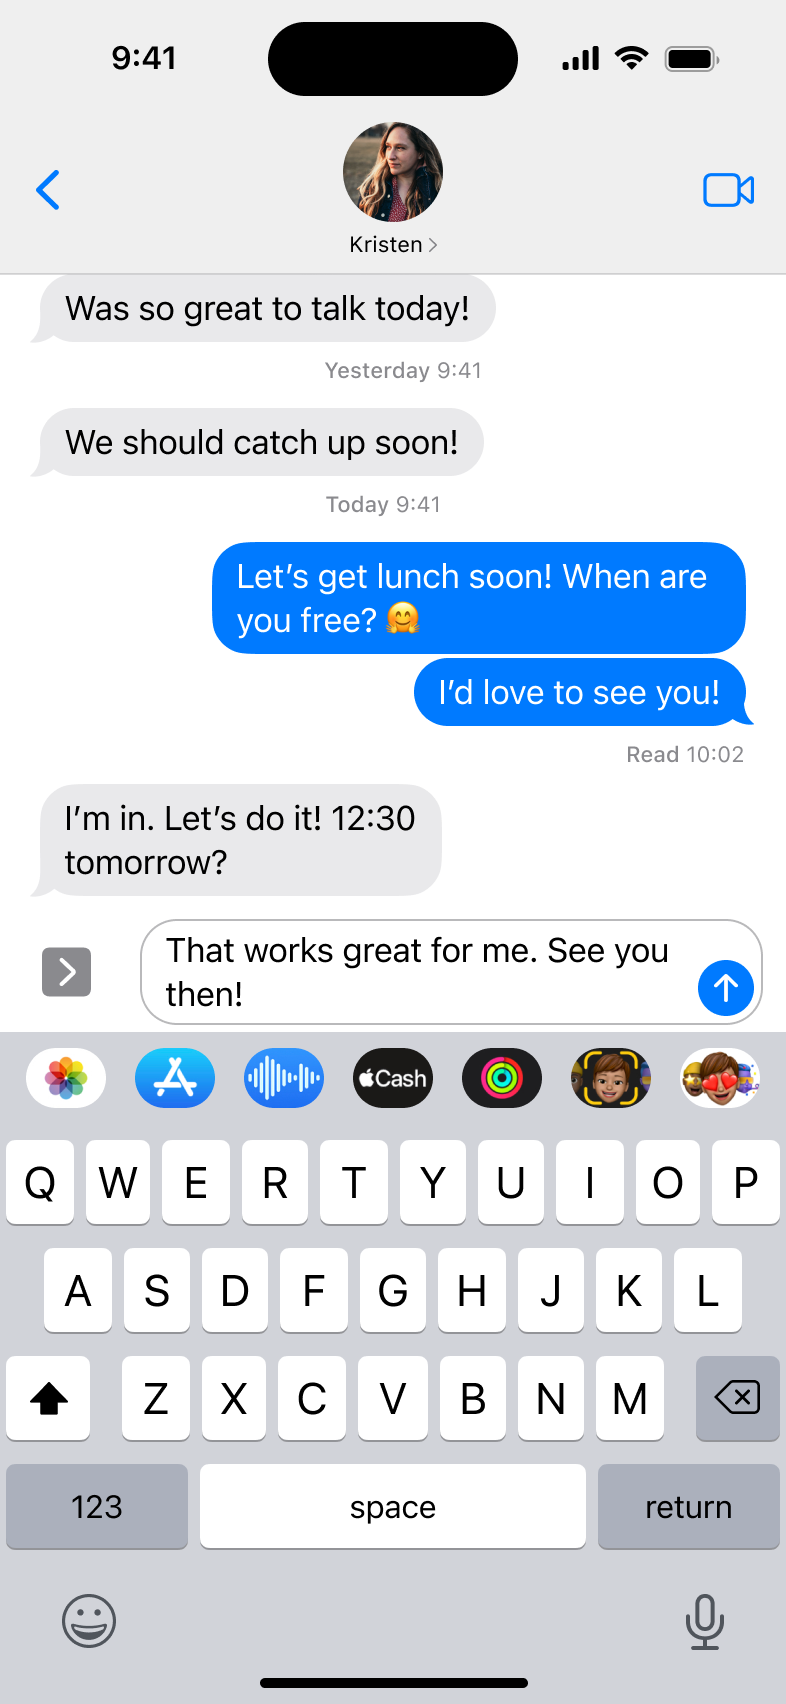 9:41
Kristen
Was so great to talk today!
Yesterday 9:41
We should catch up soon!
Today 9:41
Let’s get lunch soon! When are
you free? 🤗
I’d love to see you!
Read 10:02
I’m in. Let’s do it! 12:30
tomorrow?
That works great for me. See you
then!
Cash
Q W E R T Y U I O P
A S D F G H J K L
Z X C V B N M
123 space return